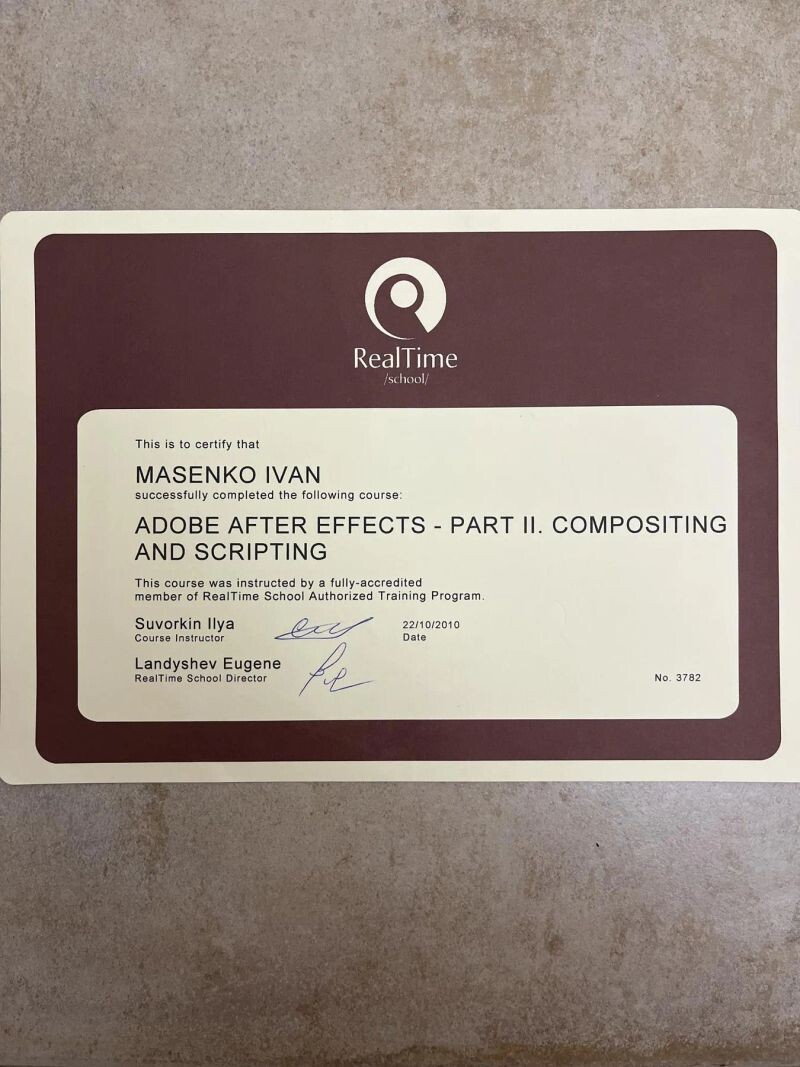 RealTime
/school/
This is to certify that
MASENKO IVAN
successfully completed the following course:
ADOBE AFTER EFFECTS - PART II. COMPOSITING
AND SCRIPTING
This course was instructed by a fully-accredited
member of RealTime School Authorized Training Program.
Suvorkin Ilya
Course Instructor
22/10/2010
Date
Landyshev Eugene
RealTime School Director
No. 3782